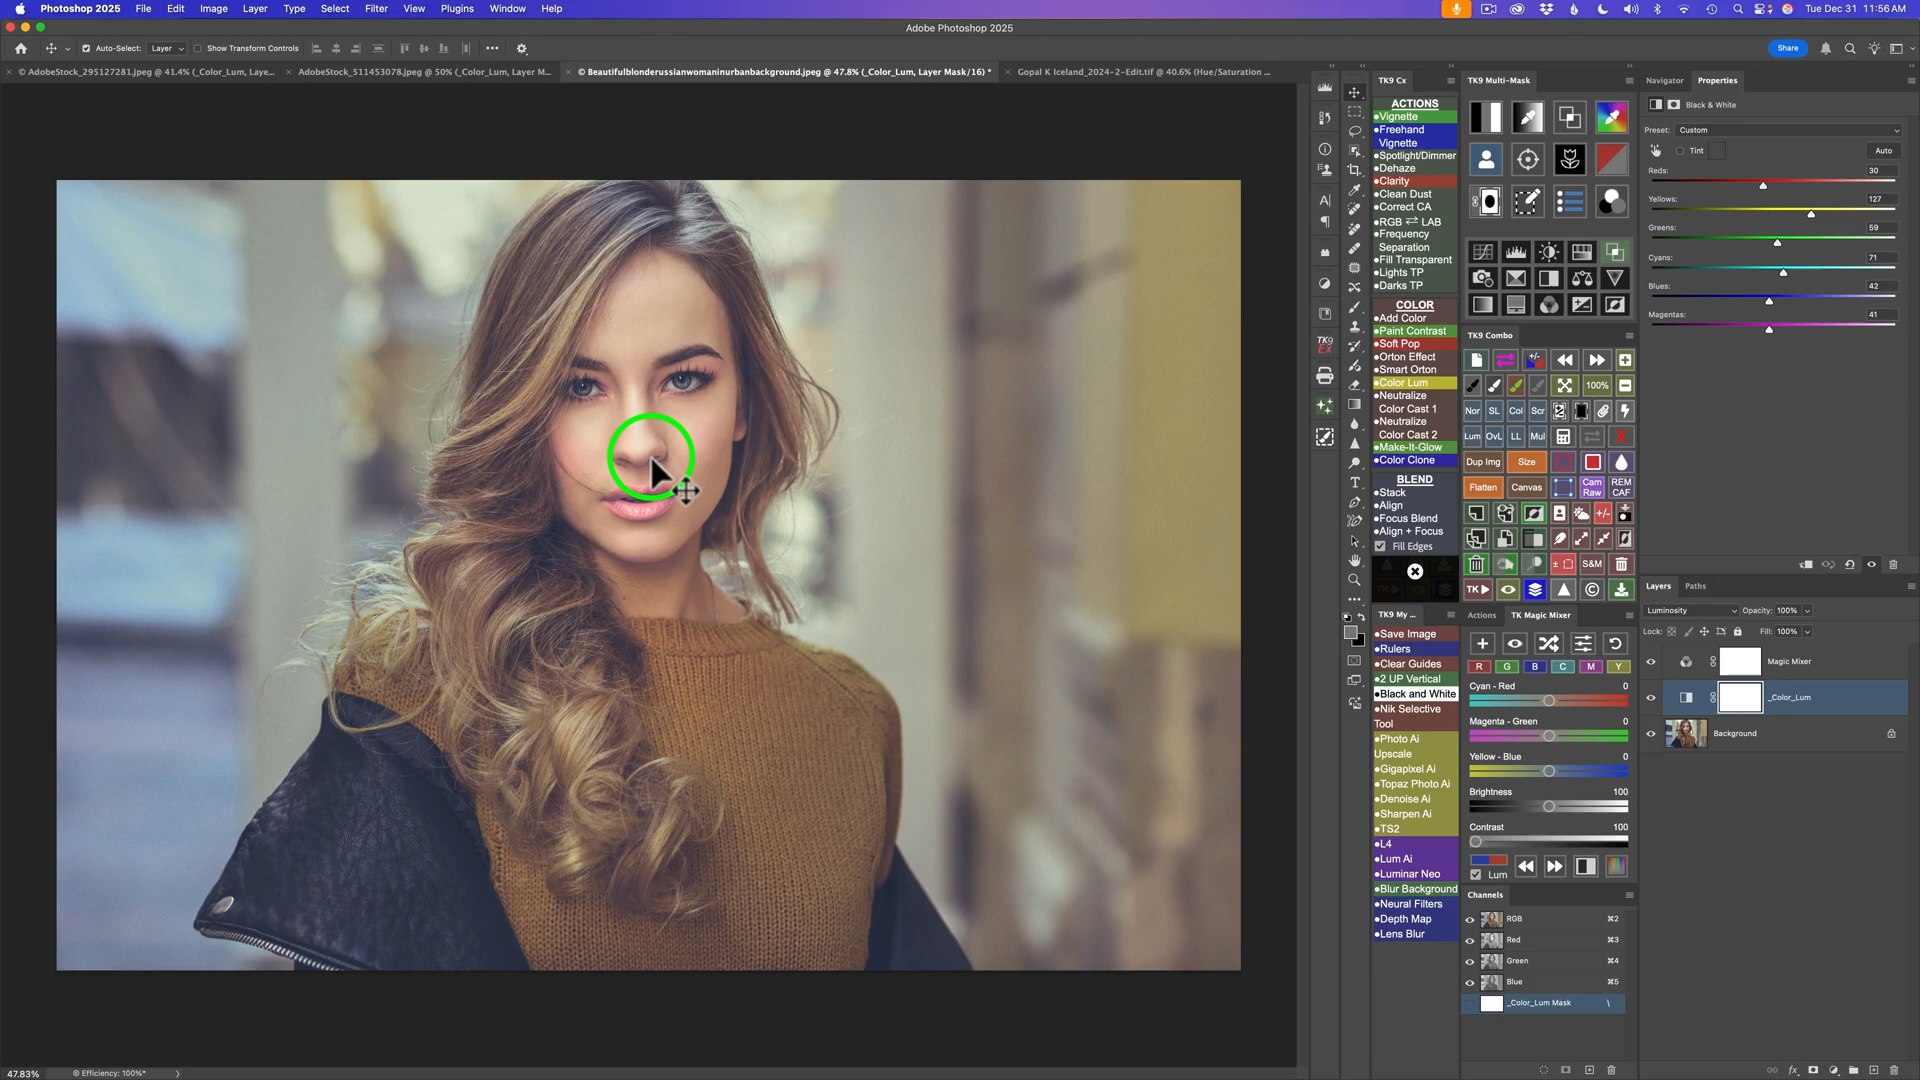 Photoshop 2025 File Edit Image Layer Type Select Filter View Plugins Window Help
Tue Dec 31 11:56 AM
Adobe Photoshop 2025
Auto-Select: Layer Show Transform Controls
Share
© AdobeStock_295127281.jpeg @ 41.4% (_Color_Lum, Laye...
AdobeStock_511453078.jpeg @ 50% (_Color_Lum, Layer M...
© Beautifulblonderussianwomaninurbanbackground.jpeg @ 47.8% (_Color_Lum, Layer Mask/16) *
Gopal K Iceland_2024-2-Edit.tif @ 40.6% (Hue/Saturation ...
TK9 Cx
ACTIONS
Vignette
Freehand
Vignette
Spotlight/Dimmer
Dehaze
Clarity
Clean Dust
Correct CA
RGB ⇄ LAB
Frequency
Separation
Fill Transparent
Lights TP
Darks TP
COLOR
Add Color
Paint Contrast
Soft Pop
Orton Effect
Smart Orton
Color Lum
Neutralize
Color Cast 1
Neutralize
Color Cast 2
Make-It-Glow
Color Clone
BLEND
Stack
Align
Focus Blend
Align + Focus
Fill Edges
TK9 My ...
Save Image
Rulers
Clear Guides
2 UP Vertical
Black and White
Nik Selective
Tool
Photo Ai
Upscale
Gigapixel Ai
Topaz Photo Ai
Denoise Ai
Sharpen Ai
TS2
L4
Lum Ai
Luminar Neo
Blur Background
Neural Filters
Depth Map
Lens Blur
TK9 EX
TK9 Multi-Mask
TK9 Combo
100%
Nor SL Col Scr
Lum OvL LL Mul
Dup Img Size
Flatten Canvas Cam Raw REM CAF
S&M
TK
Actions TK Magic Mixer
R G B C M Y
Cyan - Red 0
Magenta - Green 0
Yellow - Blue 0
Brightness 100
Contrast 100
Lum
Channels
RGB ⌘2
Red ⌘3
Green ⌘4
Blue ⌘5
_Color_Lum Mask \
Navigator Properties
Black & White
Preset: Custom
Tint Auto
Reds: 30
Yellows: 127
Greens: 59
Cyans: 71
Blues: 42
Magentas: 41
Layers Paths
Luminosity Opacity: 100%
Lock: Fill: 100%
Magic Mixer
_Color_Lum
Background
47.83% © Efficiency: 100%*